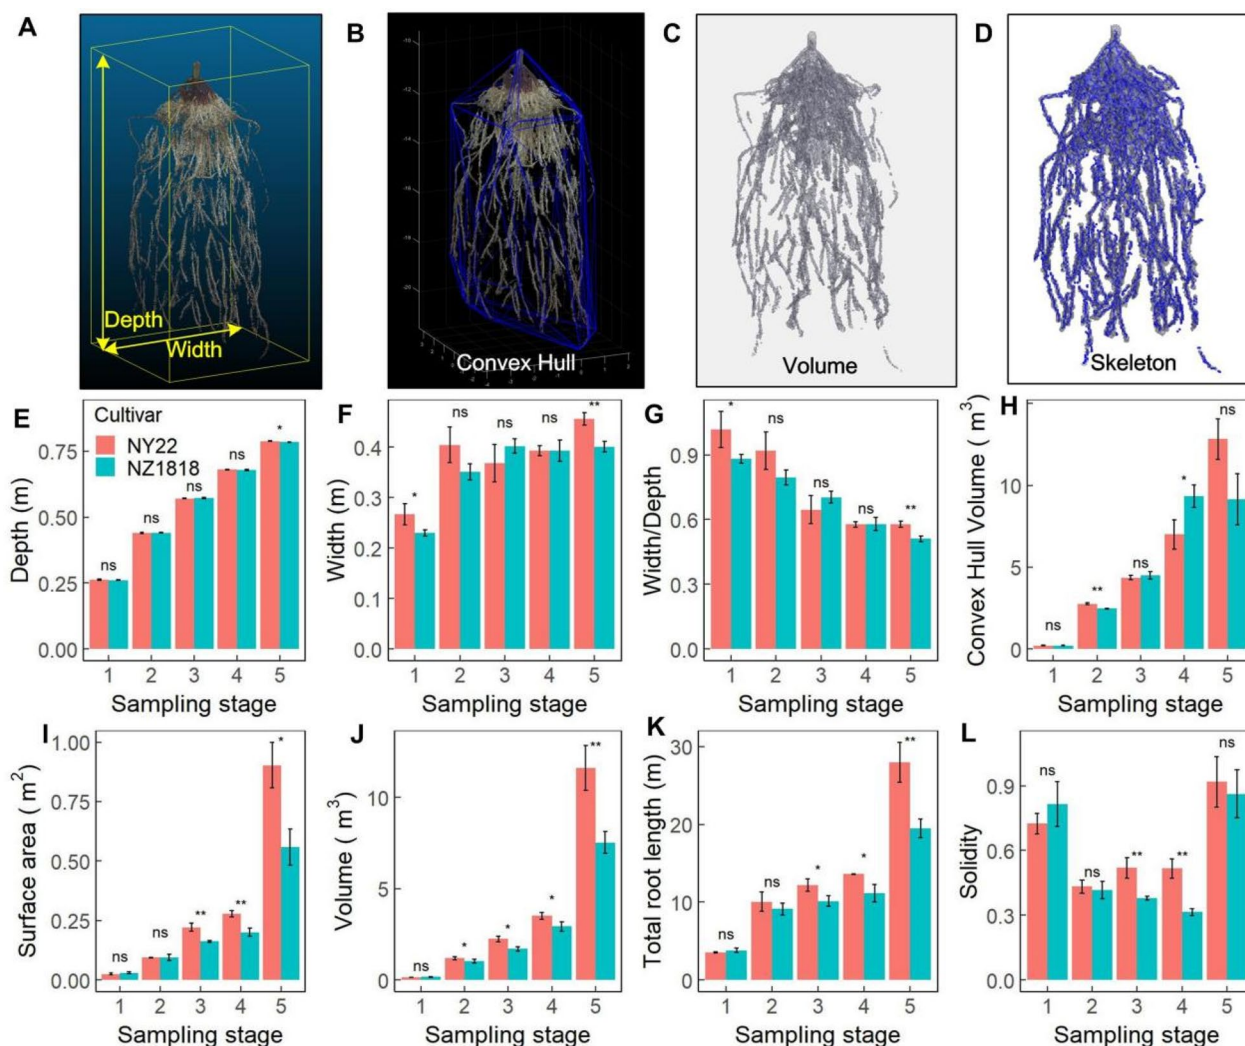 A
B
C
D
Depth
Width
Convex Hull
Volume
Skeleton
E
Cultivar
NY22
NZ1818
Depth (m)
0.75
0.50
0.25
0.00
ns
ns
ns
ns
*
1 2 3 4 5
Sampling stage
F
Width (m)
0.4
0.3
0.2
0.1
0.0
*
ns
ns
ns
**
1 2 3 4 5
Sampling stage
G
Width/Depth
0.9
0.6
0.3
0.0
*
ns
ns
ns
**
1 2 3 4 5
Sampling stage
H
Convex Hull Volume ( m³)
15
10
5
0
ns
**
ns
*
ns
1 2 3 4 5
Sampling stage
I
Surface area ( m²)
1.00
0.75
0.50
0.25
0.00
ns
ns
**
**
*
1 2 3 4 5
Sampling stage
J
Volume ( m³)
12
8
4
0
ns
*
*
*
**
1 2 3 4 5
Sampling stage
K
Total root length (m)
30
20
10
0
ns
ns
*
*
**
1 2 3 4 5
Sampling stage
L
Solidity
0.9
0.6
0.3
0.0
ns
ns
**
**
ns
1 2 3 4 5
Sampling stage